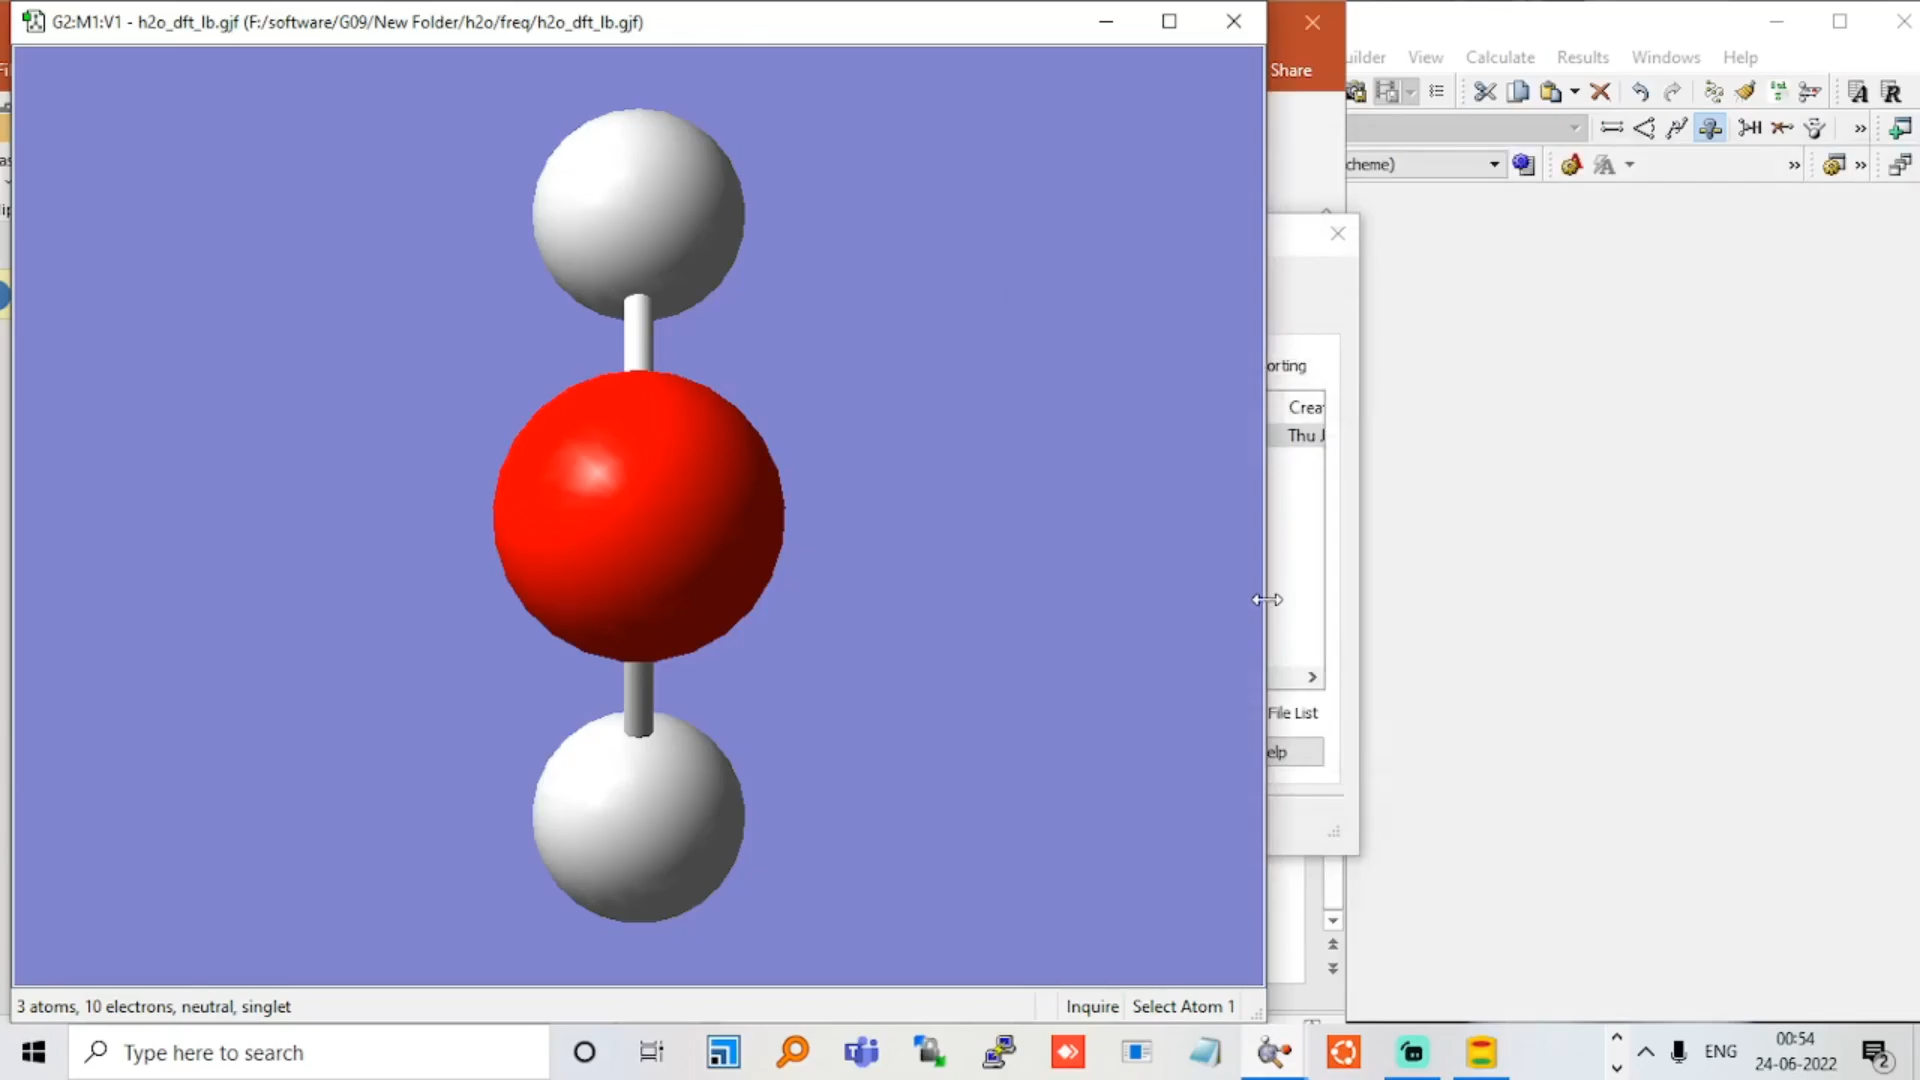 G2:M1:V1 - h2o_dft_lb.gjf (F:/software/G09/New Folder/h2o/freq/h2o_dft_lb.gjf)
Share
uilder View Calculate Results Windows Help
cheme)
orting
Crea
Thu J
File List
elp
3 atoms, 10 electrons, neutral, singlet
Inquire
Select Atom 1
Type here to search
ENG
00:54
24-06-2022
2